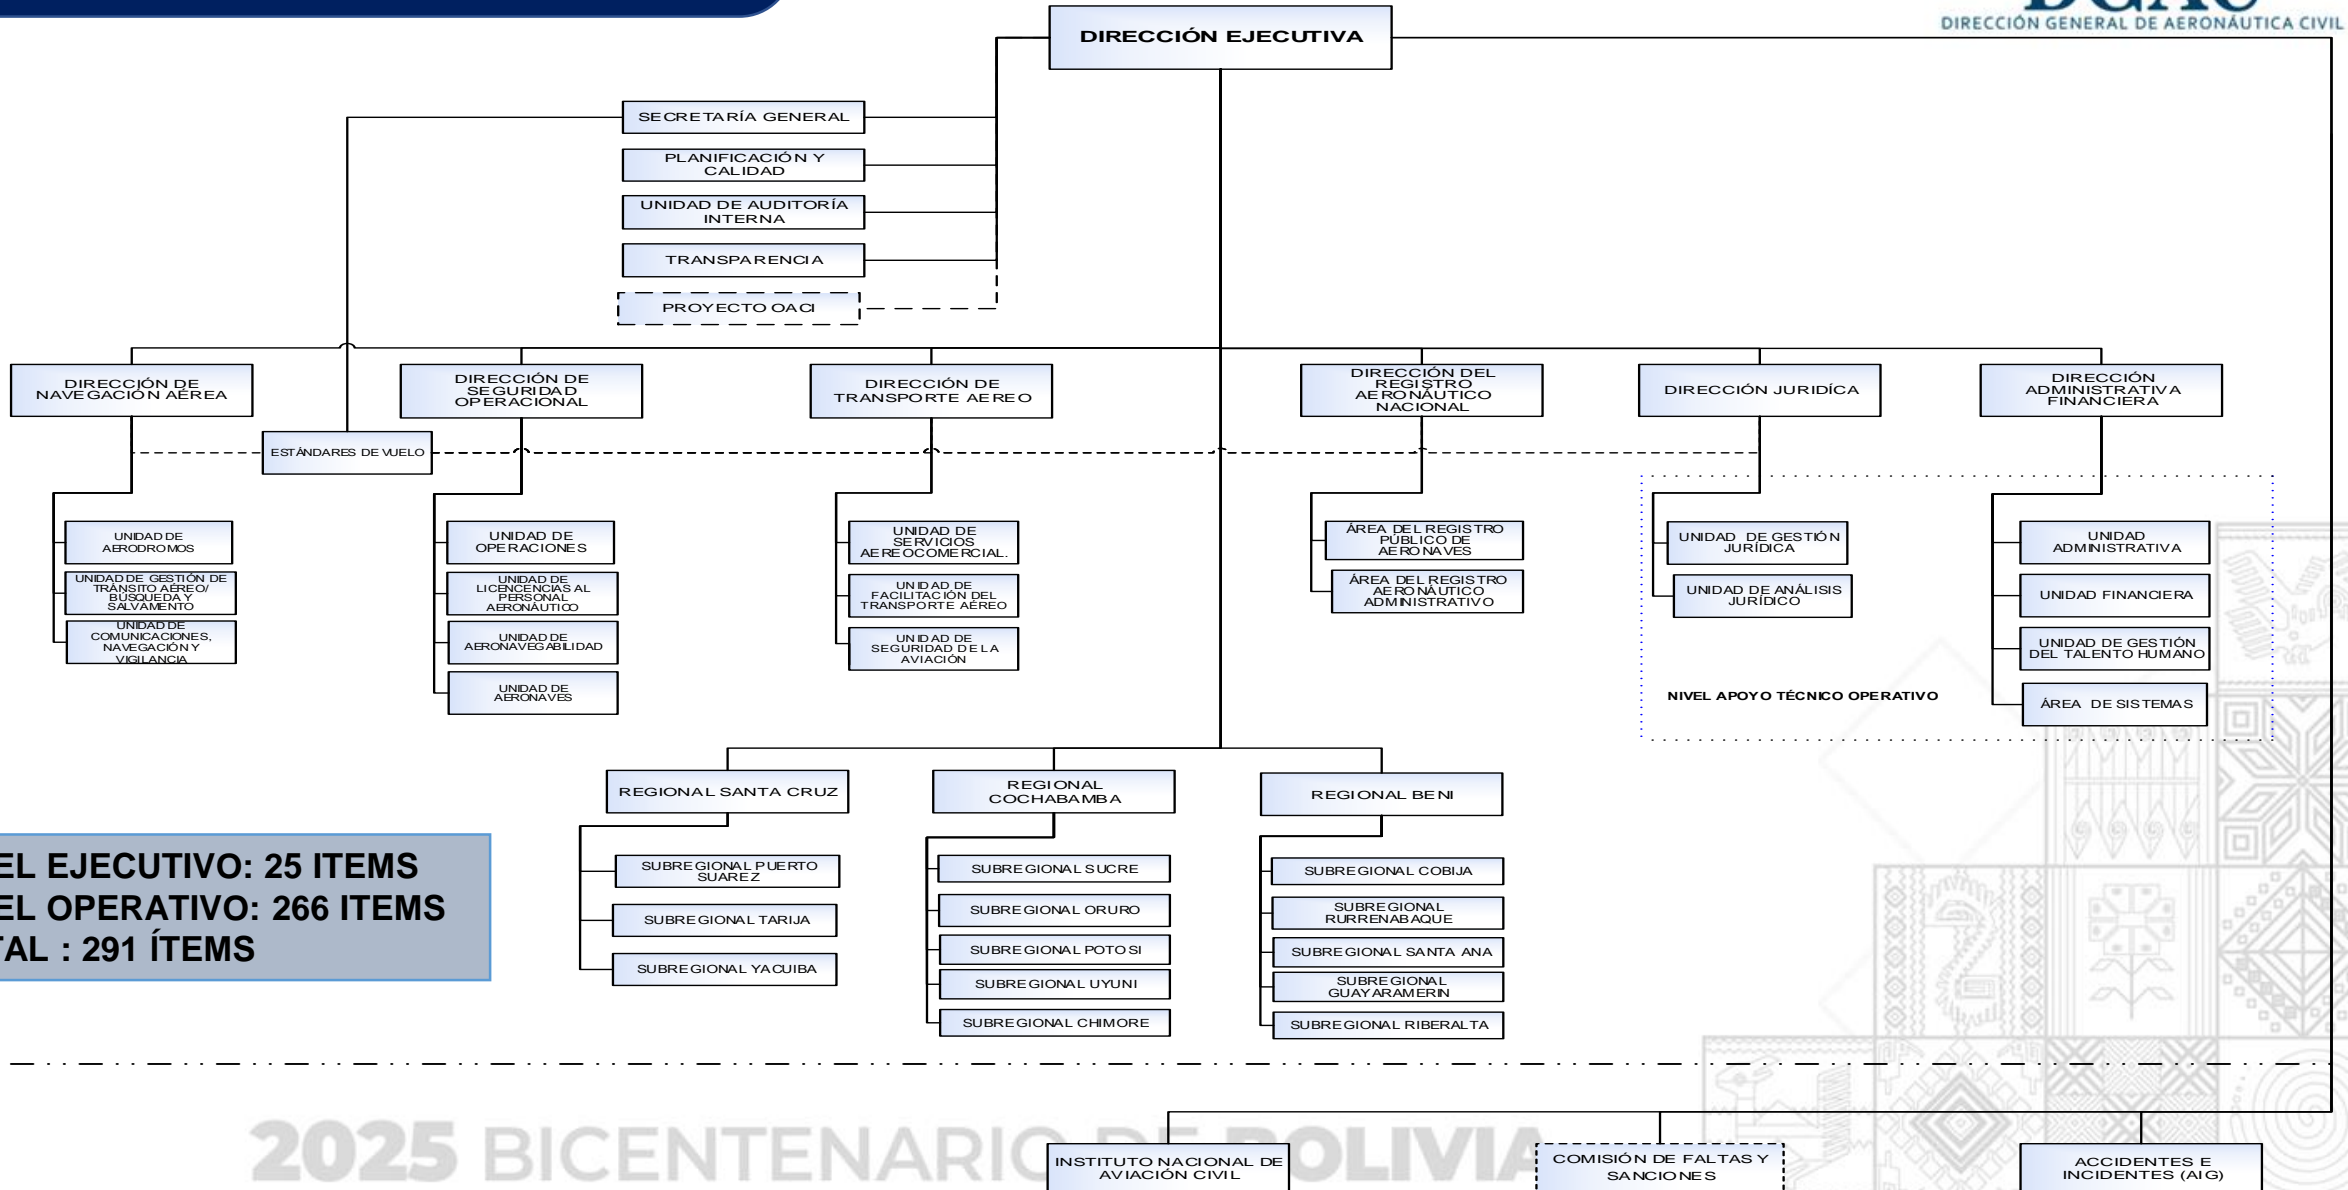 DGAC
DIRECCIÓN GENERAL DE AERONÁUTICA CIVIL
DIRECCIÓN EJECUTIVA
SECRETARÍA GENERAL
PLANIFICACIÓN Y
CALIDAD
UNIDAD DE AUDITORÍA
INTERNA
TRANSPARENCIA
PROYECTO OACI
DIRECCIÓN DE
NAVEGACIÓN AÉREA
DIRECCIÓN DE
SEGURIDAD
OPERACIONAL
DIRECCIÓN DE
TRANSPORTE AEREO
DIRECCIÓN DEL
REGISTRO
AERONÁUTICO
NACIONAL
DIRECCIÓN JURIDÍCA
DIRECCIÓN
ADMINISTRATIVA
FINANCIERA
ESTÁNDARES DE VUELO
UNIDAD DE
AERODROMOS
UNIDAD DE GESTIÓN DE
TRÁNSITO AÉREO/
BÚSQUEDA Y
SALVAMENTO
UNIDAD DE
COMUNICACIONES,
NAVEGACIÓN Y
VIGILANCIA
UNIDAD DE
OPERACIONES
UNIDAD DE
LICENCENCIAS AL
PERSONAL
AERONÁUTICO
UNIDAD DE
AERONAVEGABILIDAD
UNIDAD DE
AERONAVES
UNIDAD DE
SERVICIOS
AEREOCOMERCIAL.
UNIDAD DE
FACILITACIÓN DEL
TRANSPORTE AÉREO
UNIDAD DE
SEGURIDAD DE LA
AVIACIÓN
ÁREA DEL REGISTRO
PÚBLICO DE
AERONAVES
ÁREA DEL REGISTRO
AERONÁUTICO
ADMINISTRATIVO
UNIDAD DE GESTIÓN
JURÍDICA
UNIDAD DE ANÁLISIS
JURÍDICO
UNIDAD
ADMINISTRATIVA
UNIDAD FINANCIERA
UNIDAD DE GESTIÓN
DEL TALENTO HUMANO
ÁREA DE SISTEMAS
NIVEL APOYO TÉCNICO OPERATIVO
REGIONAL SANTA CRUZ
REGIONAL
COCHABAMBA
REGIONAL BENI
SUBREGIONAL PUERTO
SUAREZ
SUBREGIONAL TARIJA
SUBREGIONAL YACUIBA
SUBREGIONAL SUCRE
SUBREGIONAL ORURO
SUBREGIONAL POTOSI
SUBREGIONAL UYUNI
SUBREGIONAL CHIMORE
SUBREGIONAL COBIJA
SUBREGIONAL
RURRENABAQUE
SUBREGIONAL SANTA ANA
SUBREGIONAL
GUAYARAMERIN
SUBREGIONAL RIBERALTA
EL EJECUTIVO: 25 ITEMS
EL OPERATIVO: 266 ITEMS
TAL : 291 ÍTEMS
2025 BICENTENARIO DE BOLIVIA
INSTITUTO NACIONAL DE
AVIACIÓN CIVIL
COMISIÓN DE FALTAS Y
SANCIONES
ACCIDENTES E
INCIDENTES (AIG)